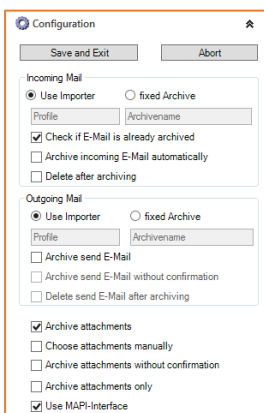 Configuration
Save and Exit Abort
Incoming Mail
Use Importer fixed Archive
Profile Archivename
Check if E-Mail is already archived
Archive incoming E-Mail automatically
Delete after archiving
Outgoing Mail
Use Importer fixed Archive
Profile Archivename
Archive send E-Mail
Archive send E-Mail without confirmation
Delete send E-Mail after archiving
Archive attachments
Choose attachments manually
Archive attachments without confirmation
Archive attachments only
Use MAPI-Interface